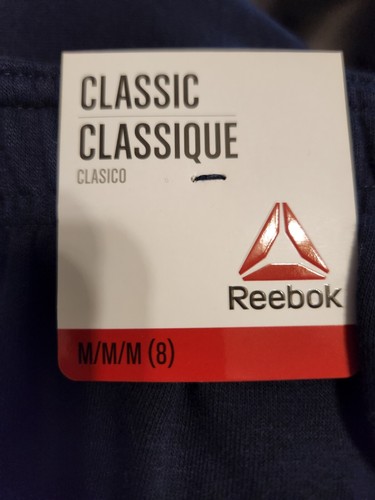 CLASSIC
CLASSIQUE
CLASICO
Reebok
M/M/M (8)